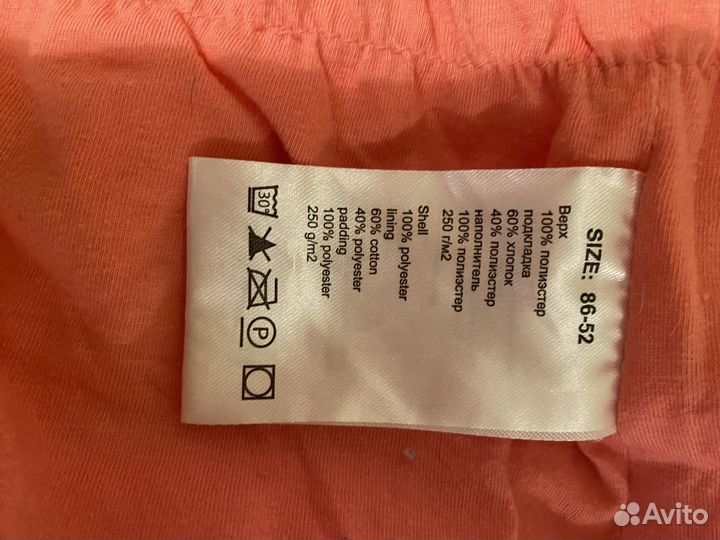 SIZE: 86-52
Верх
100% полиэстер
подкладка
60% хлопок
40% полиэстер
наполнитель
100% полиэстер
250 г/м2
Shell
100% polyester
lining
60% cotton
40% polyester
padding
100% polyester
250 g/m2
30°
P
Avito